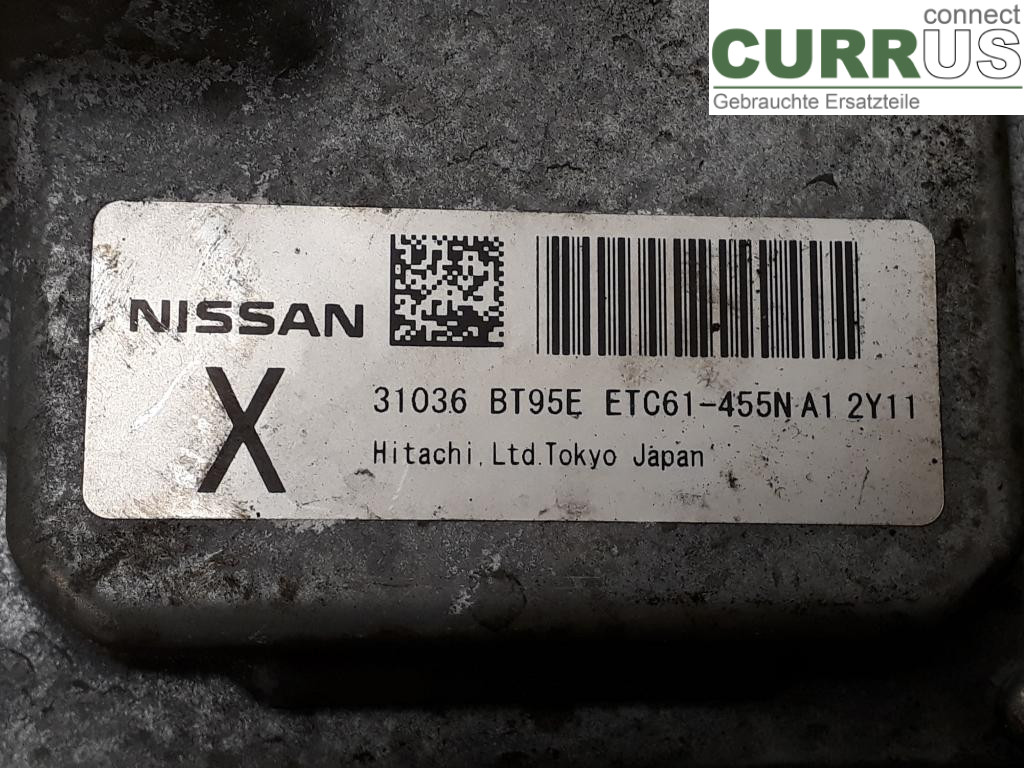 connect
CURRUS
Gebrauchte Ersatzteile
NISSAN
X
31036 BT95E ETC61-455N A1 2Y11
Hitachi, Ltd. Tokyo Japan